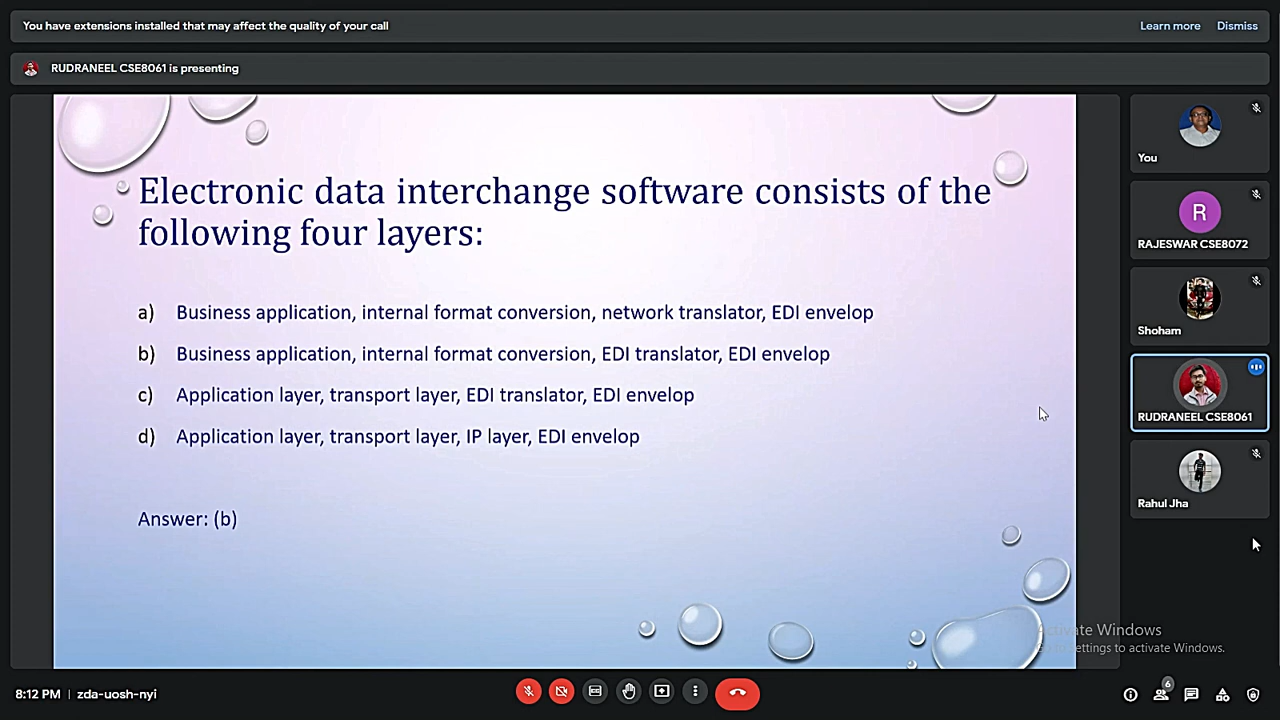 You have extensions installed that may affect the quality of your call
Learn more
Dismiss
RUDRANEEL CSE8061 is presenting
Electronic data interchange software consists of the
following four layers:
a) Business application, internal format conversion, network translator, EDI envelop
b) Business application, internal format conversion, EDI translator, EDI envelop
c) Application layer, transport layer, EDI translator, EDI envelop
d) Application layer, transport layer, IP layer, EDI envelop
Answer: (b)
You
R
RAJESWAR CSE8072
Shoham
RUDRANEEL CSE8061
Rahul Jha
Activate Windows
settings to activate Windows.
8:12 PM | zda-uosh-nyi
6